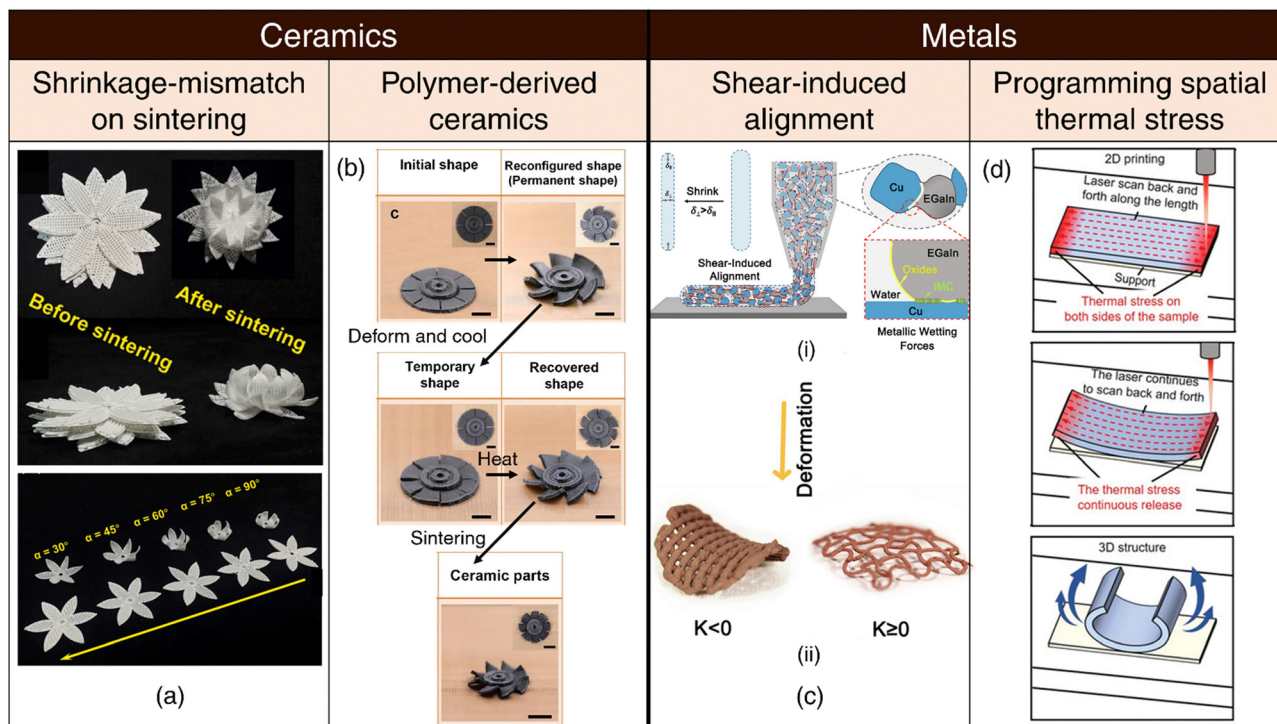 Ceramics
Metals
Shrinkage-mismatch
on sintering
Polymer-derived
ceramics
Shear-induced
alignment
Programming spatial
thermal stress
Before sintering
After sintering
α = 30°
α = 45°
α = 60°
α = 75°
α = 90°
(a)
(b)
Initial shape
Reconfigured shape
(Permanent shape)
c
Deform and cool
Temporary
shape
Recovered
shape
Heat
Sintering
Ceramic parts
Shrink
δ⊥>δ∥
Shear-Induced
Alignment
Cu
EGaIn
EGaIn
Oxides
Water
IMC
Cu
Metallic Wetting
Forces
(i)
Deformation
K<0
K≥0
(ii)
(c)
(d)
2D printing
Laser scan back and
forth along the length
Support
Thermal stress on
both sides of the sample
The laser continues
to scan back and forth
The thermal stress
continuous release
3D structure